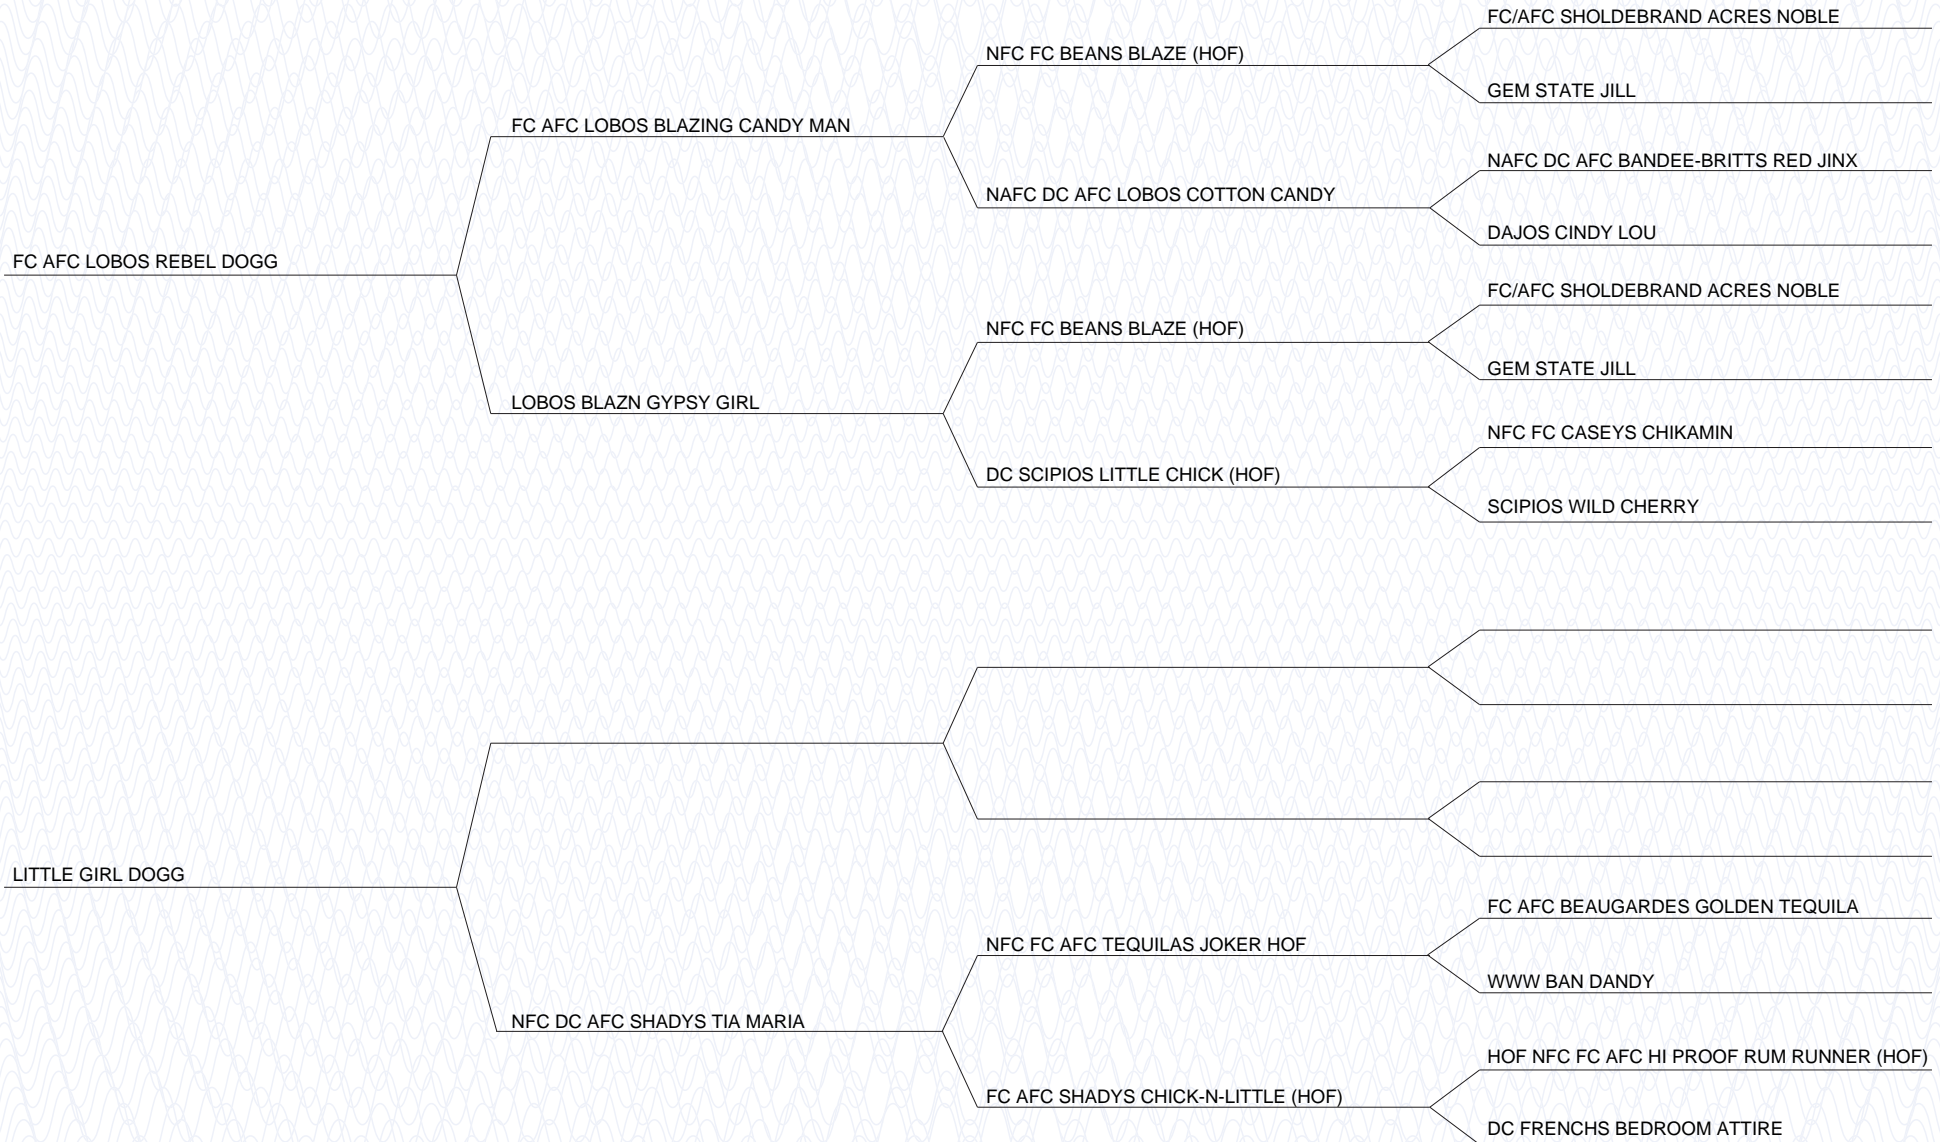 FC/AFC SHOLDEBRAND ACRES NOBLE
NFC FC BEANS BLAZE (HOF)
GEM STATE JILL
FC AFC LOBOS BLAZING CANDY MAN
NAFC DC AFC BANDEE-BRITTS RED JINX
NAFC DC AFC LOBOS COTTON CANDY
DAJOS CINDY LOU
FC AFC LOBOS REBEL DOGG
FC/AFC SHOLDEBRAND ACRES NOBLE
NFC FC BEANS BLAZE (HOF)
GEM STATE JILL
LOBOS BLAZN GYPSY GIRL
NFC FC CASEYS CHIKAMIN
DC SCIPIOS LITTLE CHICK (HOF)
SCIPIOS WILD CHERRY
LITTLE GIRL DOGG
FC AFC BEAUGARDES GOLDEN TEQUILA
NFC FC AFC TEQUILAS JOKER HOF
WWW BAN DANDY
NFC DC AFC SHADYS TIA MARIA
HOF NFC FC AFC HI PROOF RUM RUNNER (HOF)
FC AFC SHADYS CHICK-N-LITTLE (HOF)
DC FRENCHS BEDROOM ATTIRE